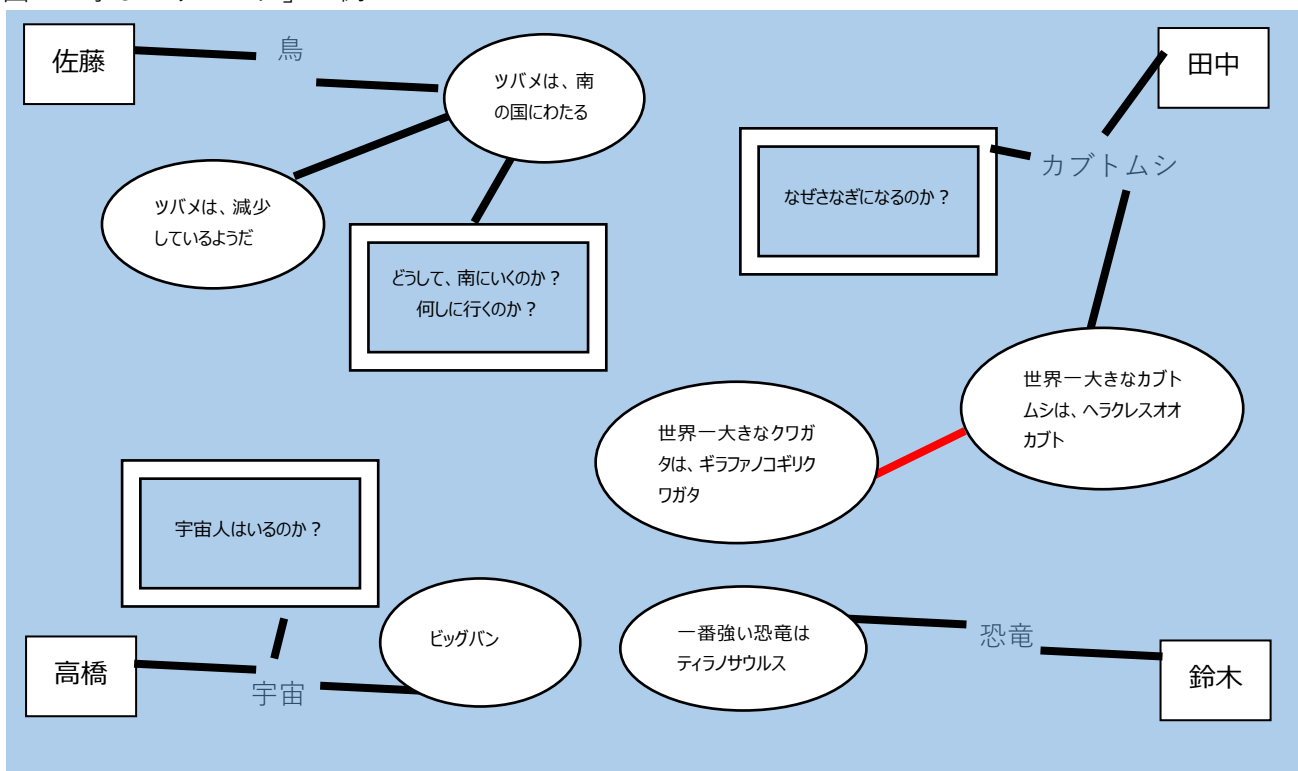 佐藤
鳥
ツバメは、南
の国にわたる
ツバメは、減少
しているようだ
どうして、南にいくのか？
何しに行くのか？
田中
カブトムシ
なぜさなぎになるのか？
世界一大きなカブト
ムシは、ヘラクレスオオ
カブト
世界一大きなクワガ
タは、ギラファノコギリク
ワガタ
宇宙人はいるのか？
高橋
宇宙
ビッグバン
一番強い恐竜は
ティラノサウルス
恐竜
鈴木